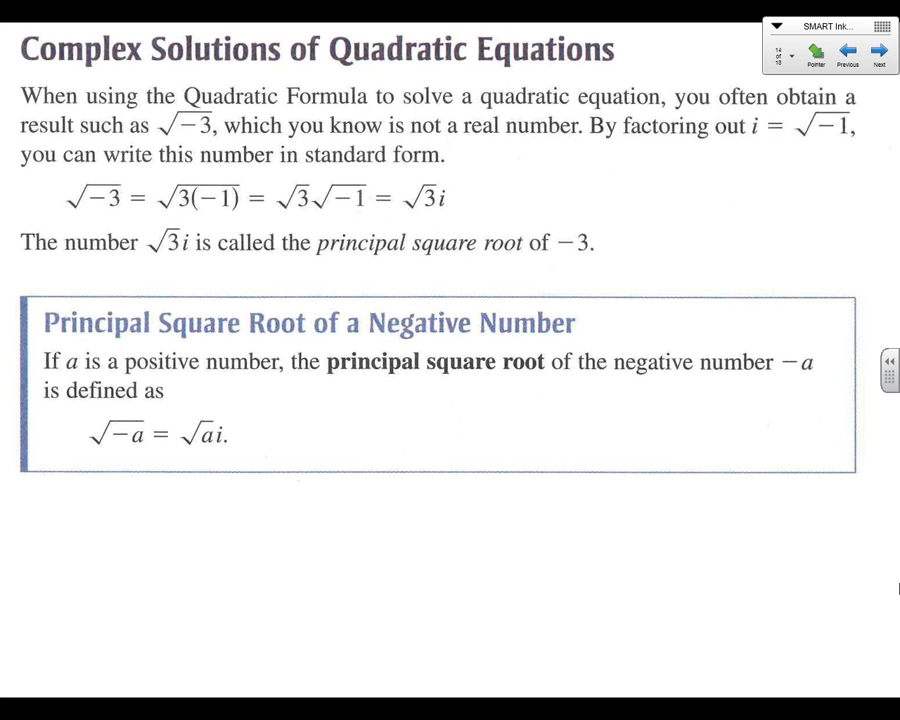 Complex Solutions of Quadratic Equations
SMART Ink...
14 of 18
Pointer Previous Next
When using the Quadratic Formula to solve a quadratic equation, you often obtain a
result such as √−3, which you know is not a real number. By factoring out i = √−1,
you can write this number in standard form.
√−3 = √3(−1) = √3√−1 = √3i
The number √3i is called the principal square root of −3.
Principal Square Root of a Negative Number
If a is a positive number, the principal square root of the negative number −a
is defined as
√−a = √ai.